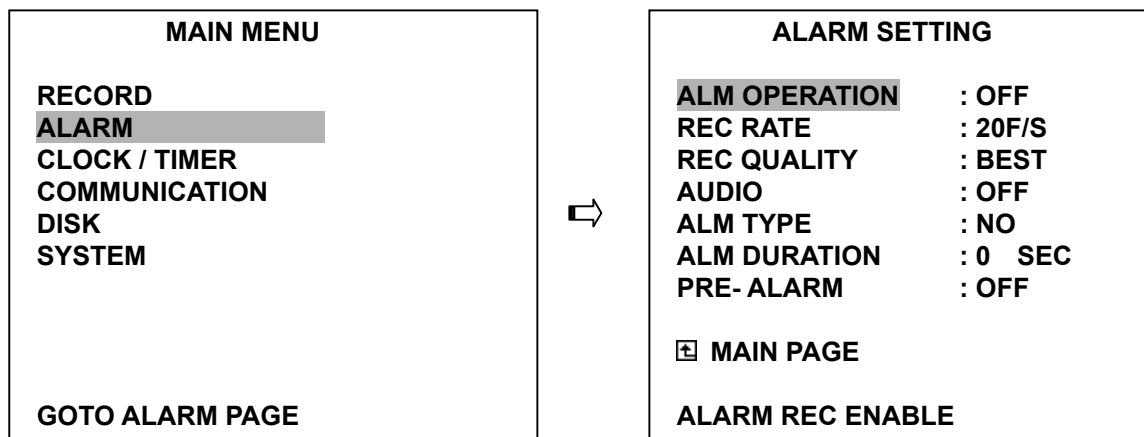 MAIN MENU
RECORD
ALARM
CLOCK / TIMER
COMMUNICATION
DISK
SYSTEM
GOTO ALARM PAGE
ALARM SETTING
ALM OPERATION : OFF
REC RATE : 20F/S
REC QUALITY : BEST
AUDIO : OFF
ALM TYPE : NO
ALM DURATION : 0 SEC
PRE- ALARM : OFF
MAIN PAGE
ALARM REC ENABLE